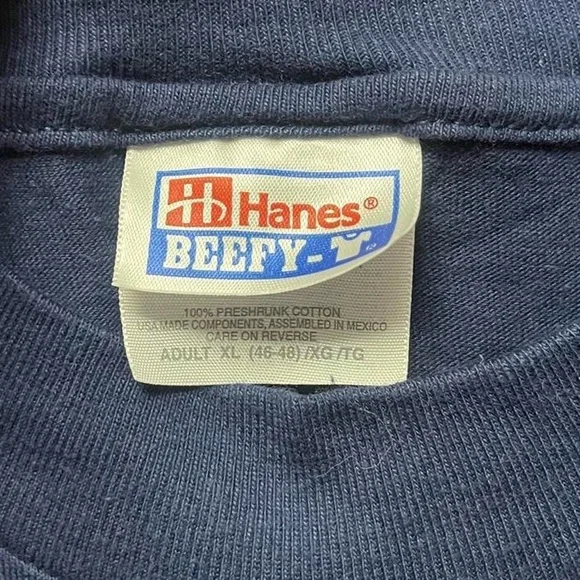 Hanes®
BEEFY-T
100% PRESHRUNK COTTON
USA MADE COMPONENTS, ASSEMBLED IN MEXICO
CARE ON REVERSE
ADULT XL (46-48)/XG/TG